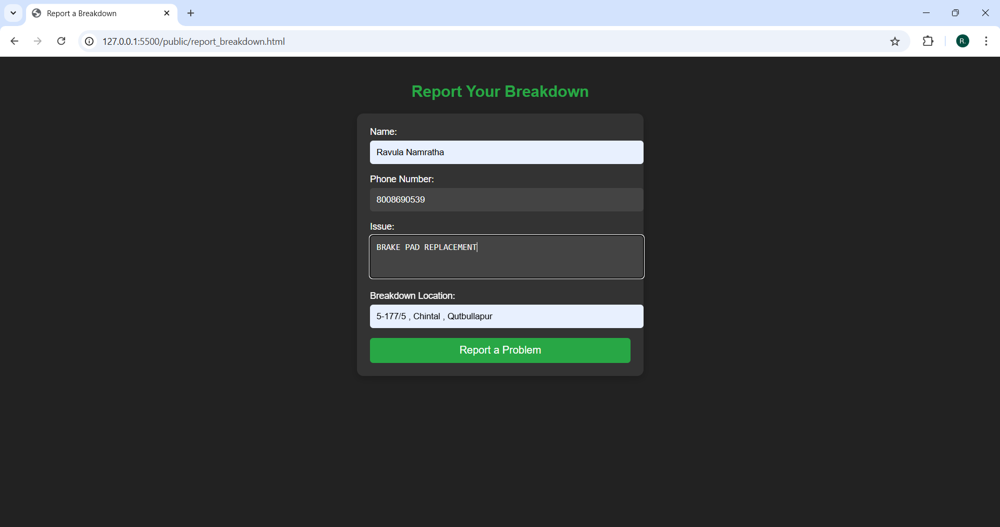 Report a Breakdown
127.0.0.1:5500/public/report_breakdown.html
R.
Report Your Breakdown
Name:
Ravula Namratha
Phone Number:
8008690539
Issue:
BRAKE PAD REPLACEMENT
Breakdown Location:
5-177/5 , Chintal , Qutbullapur
Report a Problem